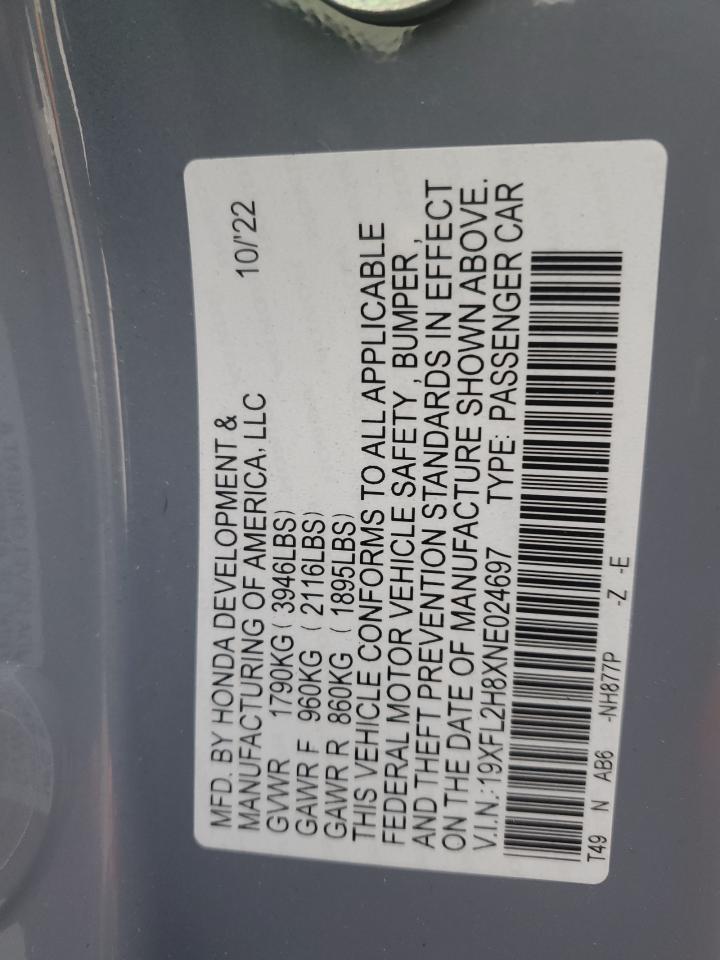 MFD. BY HONDA DEVELOPMENT &
MANUFACTURING OF AMERICA, LLC 10/'22
GVWR 1790KG ( 3946LBS)
GAWR F 960KG ( 2116LBS)
GAWR R 860KG ( 1895LBS)
THIS VEHICLE CONFORMS TO ALL APPLICABLE
FEDERAL MOTOR VEHICLE SAFETY , BUMPER ,
AND THEFT PREVENTION STANDARDS IN EFFECT
ON THE DATE OF MANUFACTURE SHOWN ABOVE.
V.I.N.:19XFL2H8XNE024697 TYPE: PASSENGER CAR
T49 N AB6 -NH877P -Z -E